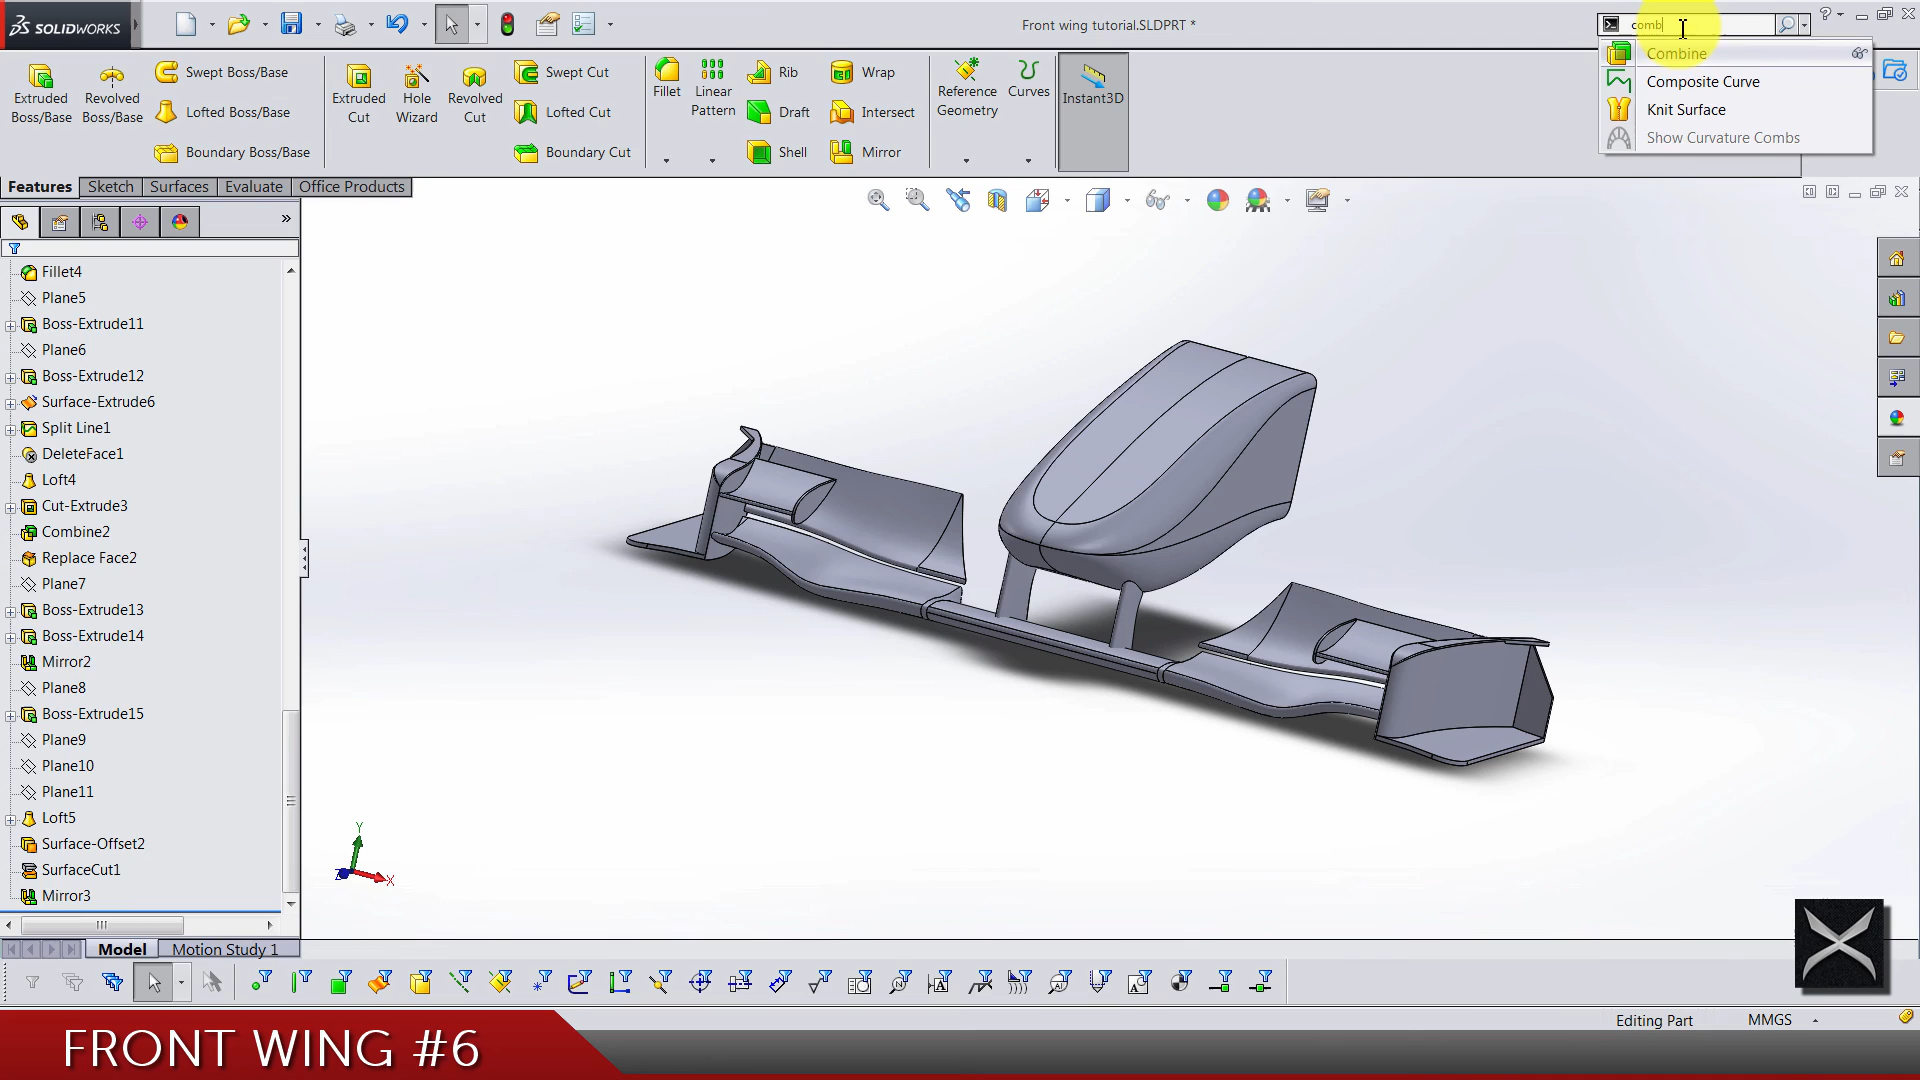 SOLIDWORKS
Front wing tutorial.SLDPRT *
comb
Combine
Composite Curve
Knit Surface
Show Curvature Combs
Extruded
Boss/Base
Revolved
Boss/Base
Swept Boss/Base
Lofted Boss/Base
Boundary Boss/Base
Extruded
Cut
Hole
Wizard
Revolved
Cut
Swept Cut
Lofted Cut
Boundary Cut
Fillet
Linear
Pattern
Rib
Draft
Shell
Wrap
Intersect
Mirror
Reference
Geometry
Curves
Instant3D
Features
Sketch
Surfaces
Evaluate
Office Products
Fillet4
Plane5
Boss-Extrude11
Plane6
Boss-Extrude12
Surface-Extrude6
Split Line1
DeleteFace1
Loft4
Cut-Extrude3
Combine2
Replace Face2
Plane7
Boss-Extrude13
Boss-Extrude14
Mirror2
Plane8
Boss-Extrude15
Plane9
Plane10
Plane11
Loft5
Surface-Offset2
SurfaceCut1
Mirror3
Y
X
Z
Model
Motion Study 1
Editing Part
MMGS
FRONT WING #6